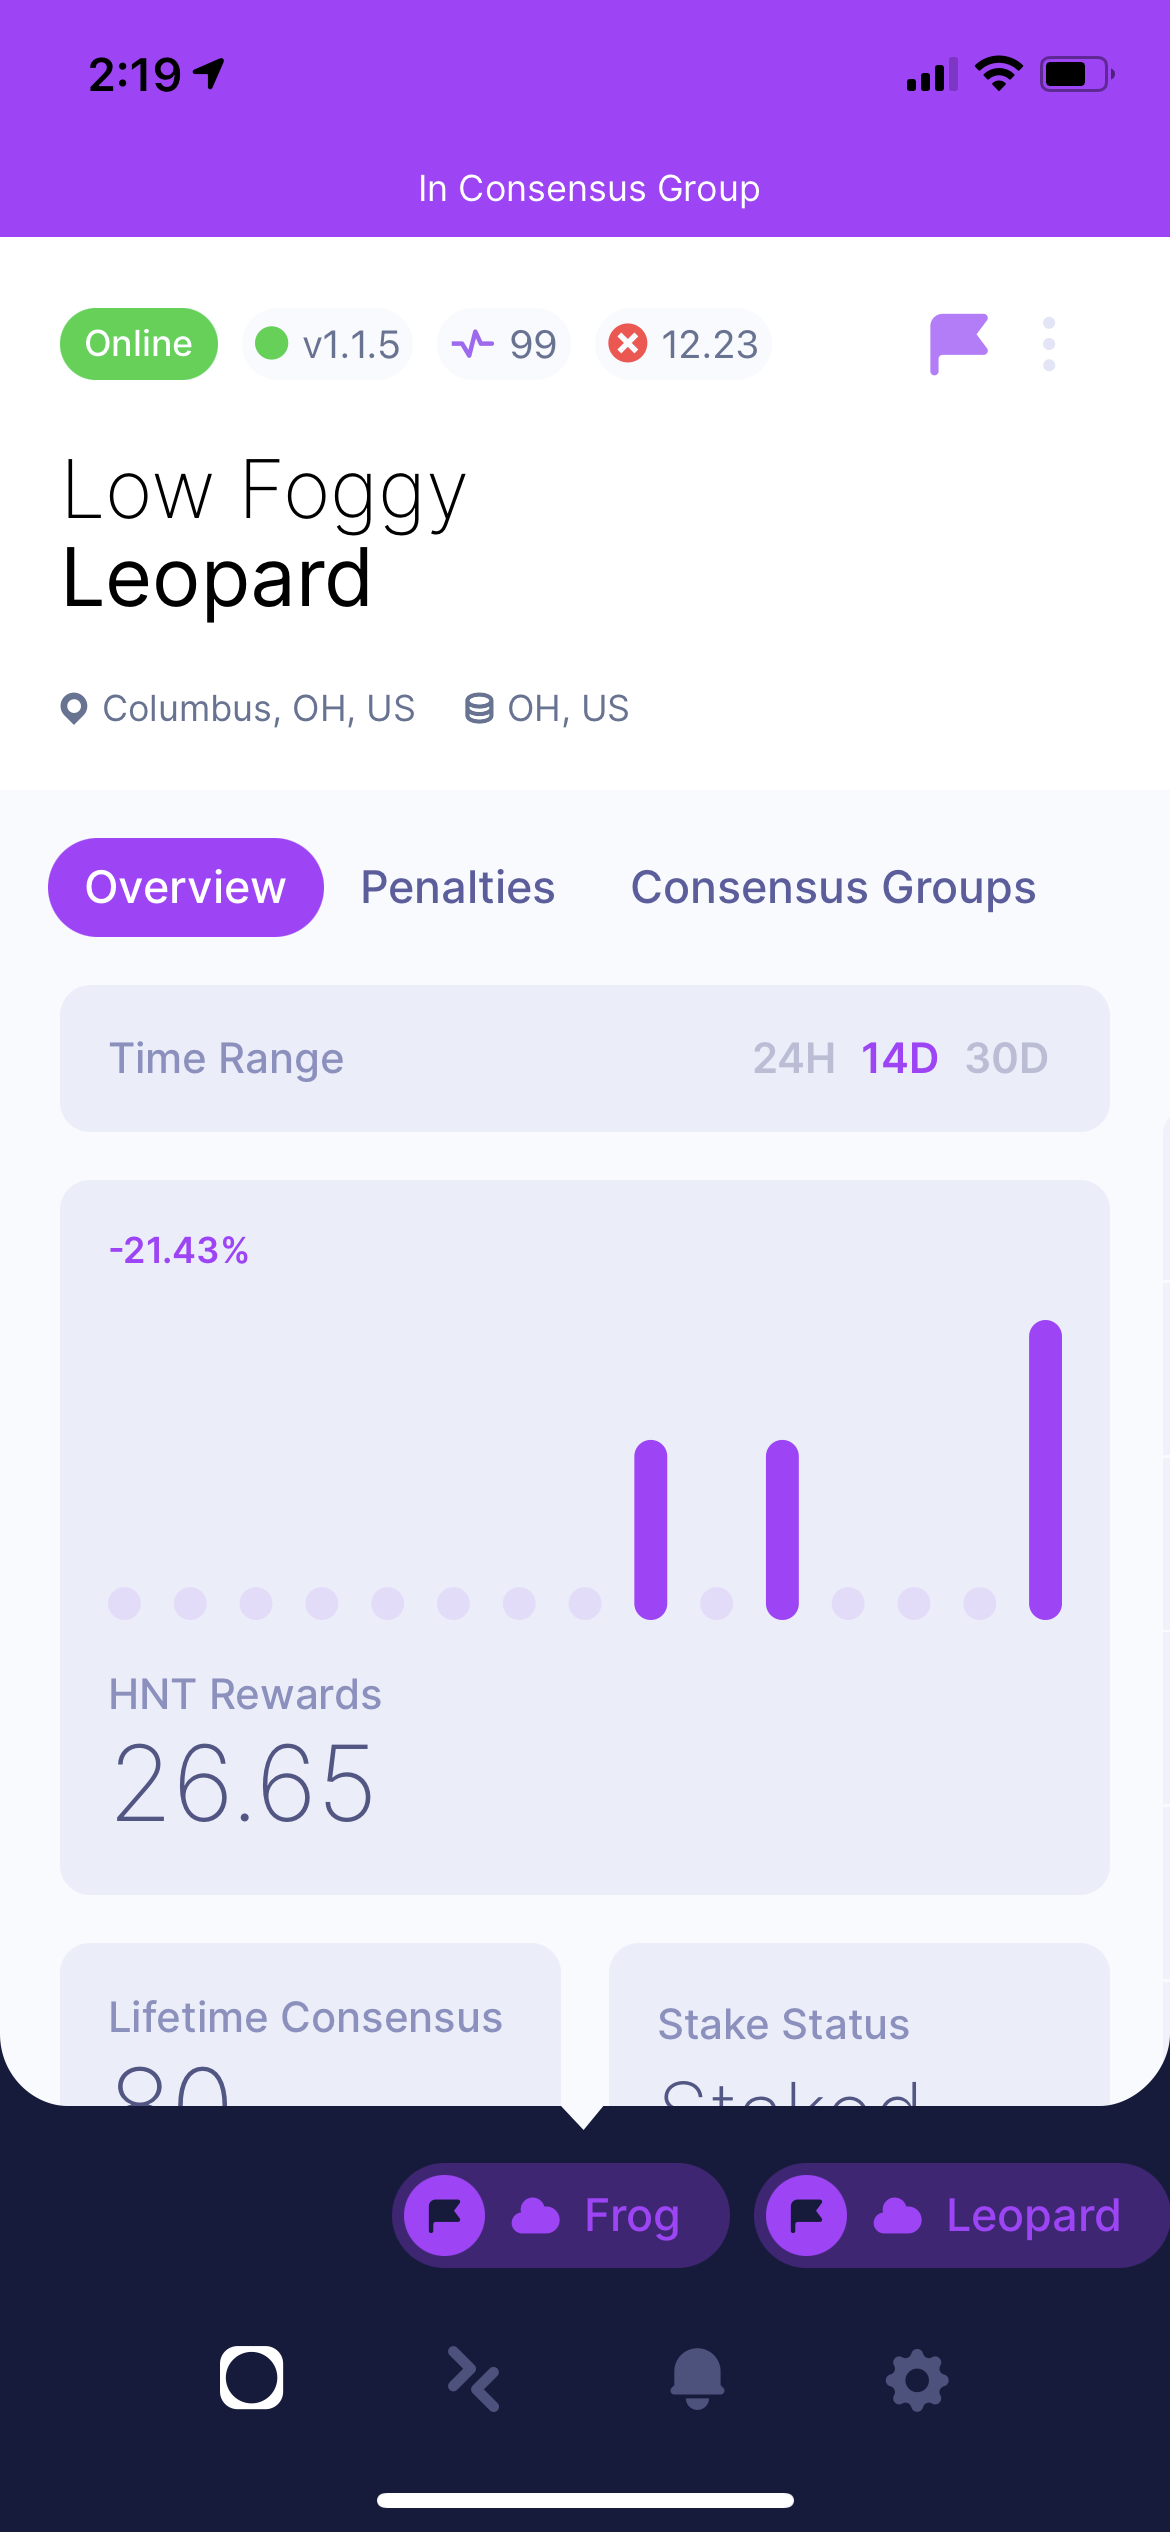 2:19
In Consensus Group
Online v1.1.5 99 12.23
Low Foggy
Leopard
Columbus, OH, US OH, US
Overview Penalties Consensus Groups
Time Range 24H 14D 30D
-21.43%
HNT Rewards
26.65
Lifetime Consensus
80
Stake Status
Staked
Frog Leopard